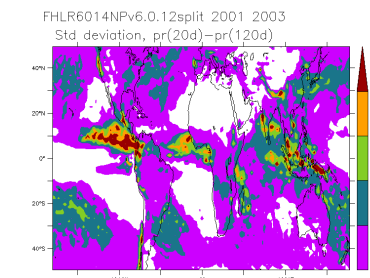 FHLR6014NPv6.0.12split 2001 2003
Std deviation, pr(20d)-pr(120d)
40°N
20°N
0°
20°S
40°S